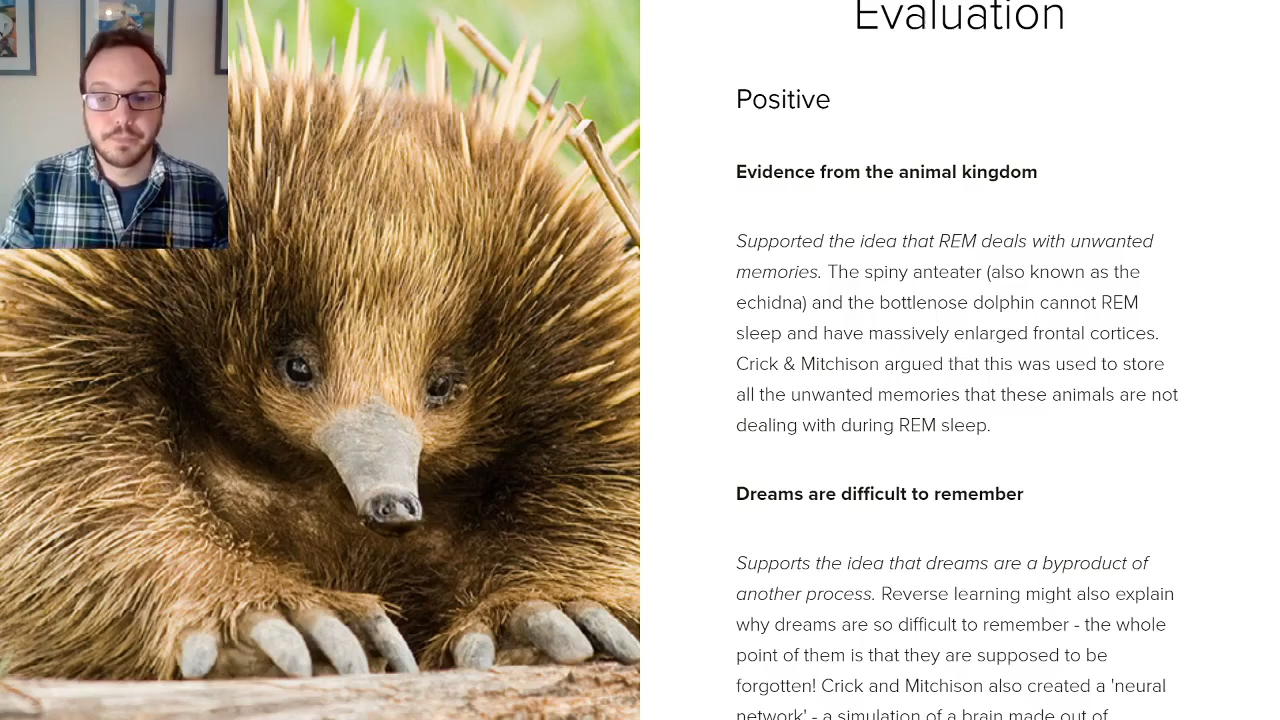 Evaluation
Positive
Evidence from the animal kingdom
Supported the idea that REM deals with unwanted
memories. The spiny anteater (also known as the
echidna) and the bottlenose dolphin cannot REM
sleep and have massively enlarged frontal cortices.
Crick & Mitchison argued that this was used to store
all the unwanted memories that these animals are not
dealing with during REM sleep.
Dreams are difficult to remember
Supports the idea that dreams are a byproduct of
another process. Reverse learning might also explain
why dreams are so difficult to remember - the whole
point of them is that they are supposed to be
forgotten! Crick and Mitchison also created a 'neural
network' - a simulation of a brain made out of